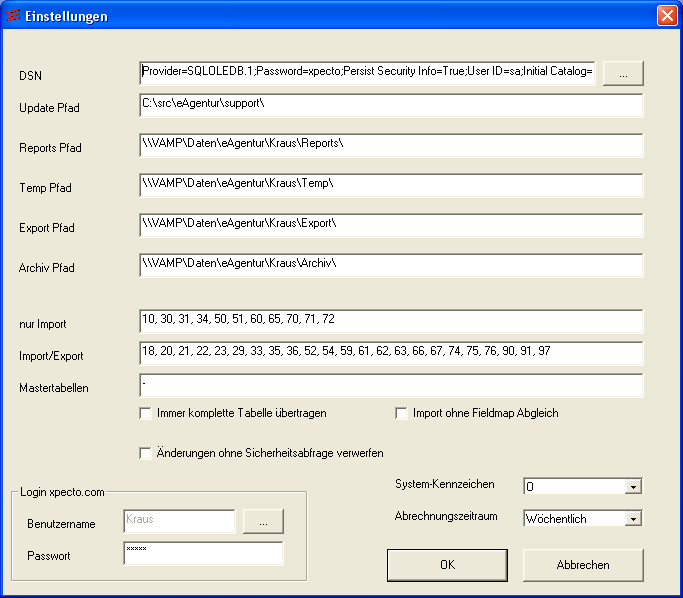 Einstellungen
DSN Provider=SQLOLEDB.1;Password=xpecto;Persist Security Info=True;User ID=sa;Initial Catalog= ...
Update Pfad C:\src\eAgentur\support\
Reports Pfad \\VAMP\Daten\eAgentur\Kraus\Reports\
Temp Pfad \\VAMP\Daten\eAgentur\Kraus\Temp\
Export Pfad \\VAMP\Daten\eAgentur\Kraus\Export\
Archiv Pfad \\VAMP\Daten\eAgentur\Kraus\Archiv\
nur Import 10, 30, 31, 34, 50, 51, 60, 65, 70, 71, 72
Import/Export 18, 20, 21, 22, 23, 29, 33, 35, 36, 52, 54, 59, 61, 62, 63, 66, 67, 74, 75, 76, 90, 91, 97
Mastertabellen -
Immer komplette Tabelle übertragen Import ohne Fieldmap Abgleich
Änderungen ohne Sicherheitsabfrage verwerfen
System-Kennzeichen 0
Abrechnungszeitraum Wöchentlich
Login xpecto.com
Benutzername Kraus ...
Passwort *****
OK Abbrechen